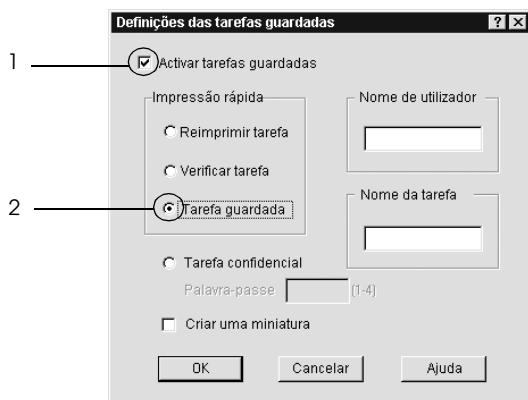 Definições das tarefas guardadas
1
Activar tarefas guardadas
Impressão rápida
Reimprimir tarefa
Verificar tarefa
2
Tarefa guardada
Nome de utilizador
Nome da tarefa
Tarefa confidencial
Palavra-passe (1-4)
Criar uma miniatura
OK Cancelar Ajuda